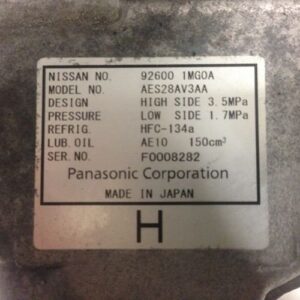 NISSAN NO. 92600 1MG0A
MODEL NO. AES28AV3AA
DESIGN HIGH SIDE 3.5MPa
PRESSURE LOW SIDE 1.7MPa
REFRIG. HFC-134a
LUB. OIL AE10 150cm³
SER. NO. F0008282
Panasonic Corporation
MADE IN JAPAN
H